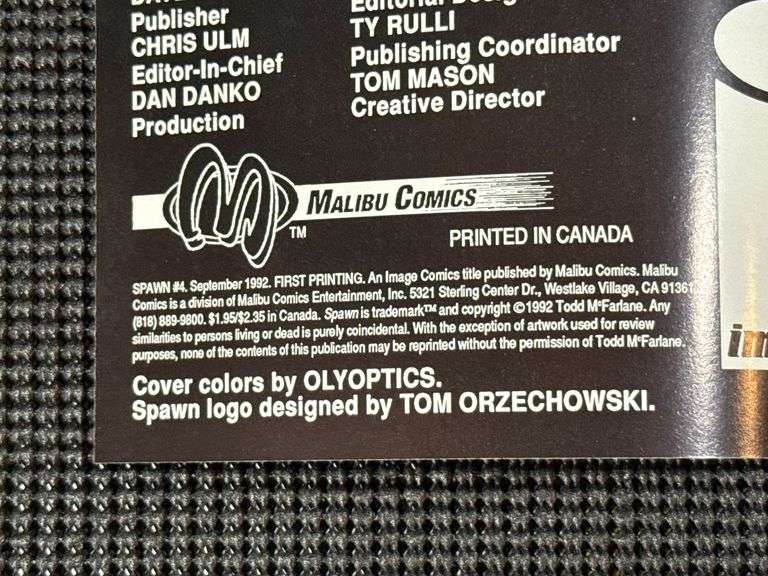 Publisher
CHRIS ULM
Editor-In-Chief
DAN DANKO
Production
Editorial
TY RULLI
Publishing Coordinator
TOM MASON
Creative Director
MALIBU COMICS
TM
PRINTED IN CANADA
SPAWN #4. September 1992. FIRST PRINTING. An Image Comics title published by Malibu Comics. Malibu
Comics is a division of Malibu Comics Entertainment, Inc. 5321 Sterling Center Dr., Westlake Village, CA 91361
(818) 889-9800. $1.95/$2.35 in Canada. Spawn is trademark™ and copyright ©1992 Todd McFarlane. Any
similarities to persons living or dead is purely coincidental. With the exception of artwork used for review
purposes, none of the contents of this publication may be reprinted without the permission of Todd McFarlane.
Cover colors by OLYOPTICS.
Spawn logo designed by TOM ORZECHOWSKI.